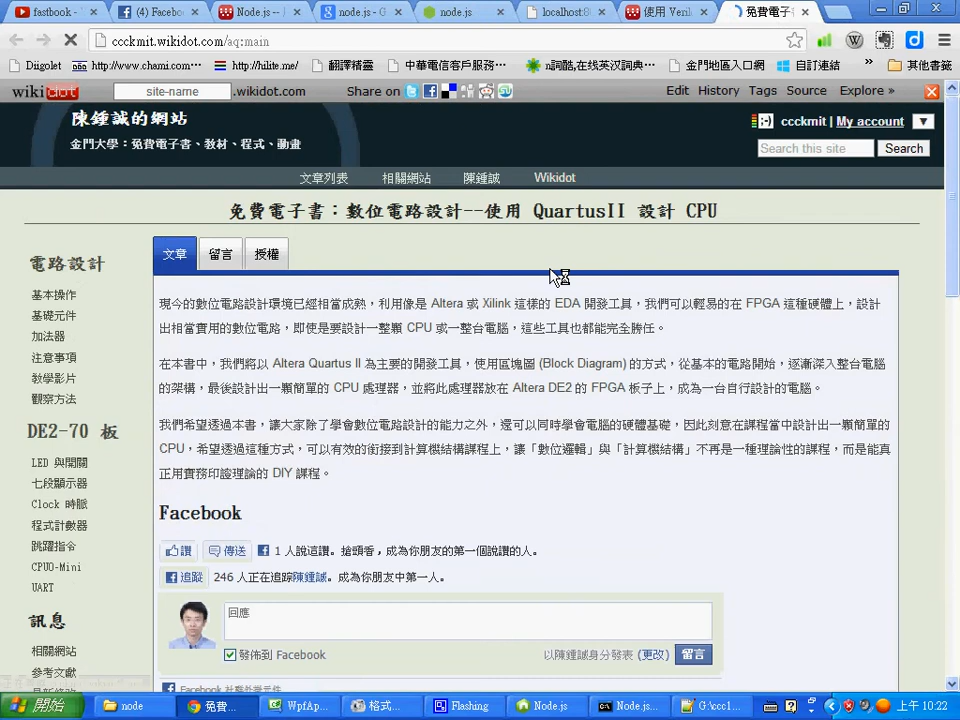 fastbook -
(4) Facebo
Node.js --
node.js - G
node.js
localhost:8
使用 Veril
免費電子
ccckmit.wikidot.com/aq:main
Diigolet
http://www.chami.com…
http://hilite.me/
翻譯精靈
中華電信客戶服務…
n詞酷,在线英汉词典…
金門地區入口網
自訂連結
»
其他書籤
wikidot
site-name
.wikidot.com
Share on
Edit History Tags Source Explore »
陳鍾誠的網站
金門大學：免費電子書、教材、程式、動畫
ccckmit | My account
Search this site
Search
文章列表 相關網站 陳鍾誠 Wikidot
免費電子書：數位電路設計--使用 QuartusII 設計 CPU
電路設計
基本操作
基礎元件
加法器
注意事項
教學影片
觀察方法
DE2-70 板
LED 與開關
七段顯示器
Clock 時脈
程式計數器
跳躍指令
CPU0-Mini
UART
訊息
相關網站
參考文獻
文章 留言 授權
現今的數位電路設計環境已經相當成熟，利用像是 Altera 或 Xilink 這樣的 EDA 開發工具，我們可以輕易的在 FPGA 這種硬體上，設計
出相當實用的數位電路，即使是要設計一整顆 CPU 或一整台電腦，這些工具也都能完全勝任。
在本書中，我們將以 Altera Quartus II 為主要的開發工具，使用區塊圖 (Block Diagram) 的方式，從基本的電路開始，逐漸深入整台電腦
的架構，最後設計出一顆簡單的 CPU 處理器，並將此處理器放在 Altera DE2 的 FPGA 板子上，成為一台自行設計的電腦。
我們希望透過本書，讓大家除了學會數位電路設計的能力之外，還可以同時學會電腦的硬體基礎，因此刻意在課程當中設計出一顆簡單的
CPU，希望透過這種方式，可以有效的銜接到計算機結構課程上，讓「數位邏輯」與「計算機結構」不再是一種理論性的課程，而是能真
正用實務印證理論的 DIY 課程。
Facebook
讚 傳送 1 人說這讚。搶頭香，成為你朋友的第一個說讚的人。
追蹤 246 人正在追踪陳鍾誠。成為你朋友中第一人。
回應
發佈到 Facebook
以陳鍾誠身分發表 (更改) 留言
Facebook 社群外掛元件
開始
node
免費...
WpfAp...
格式...
Flashing
Node.js
Node.js...
G:\ccc1...
上午 10:22